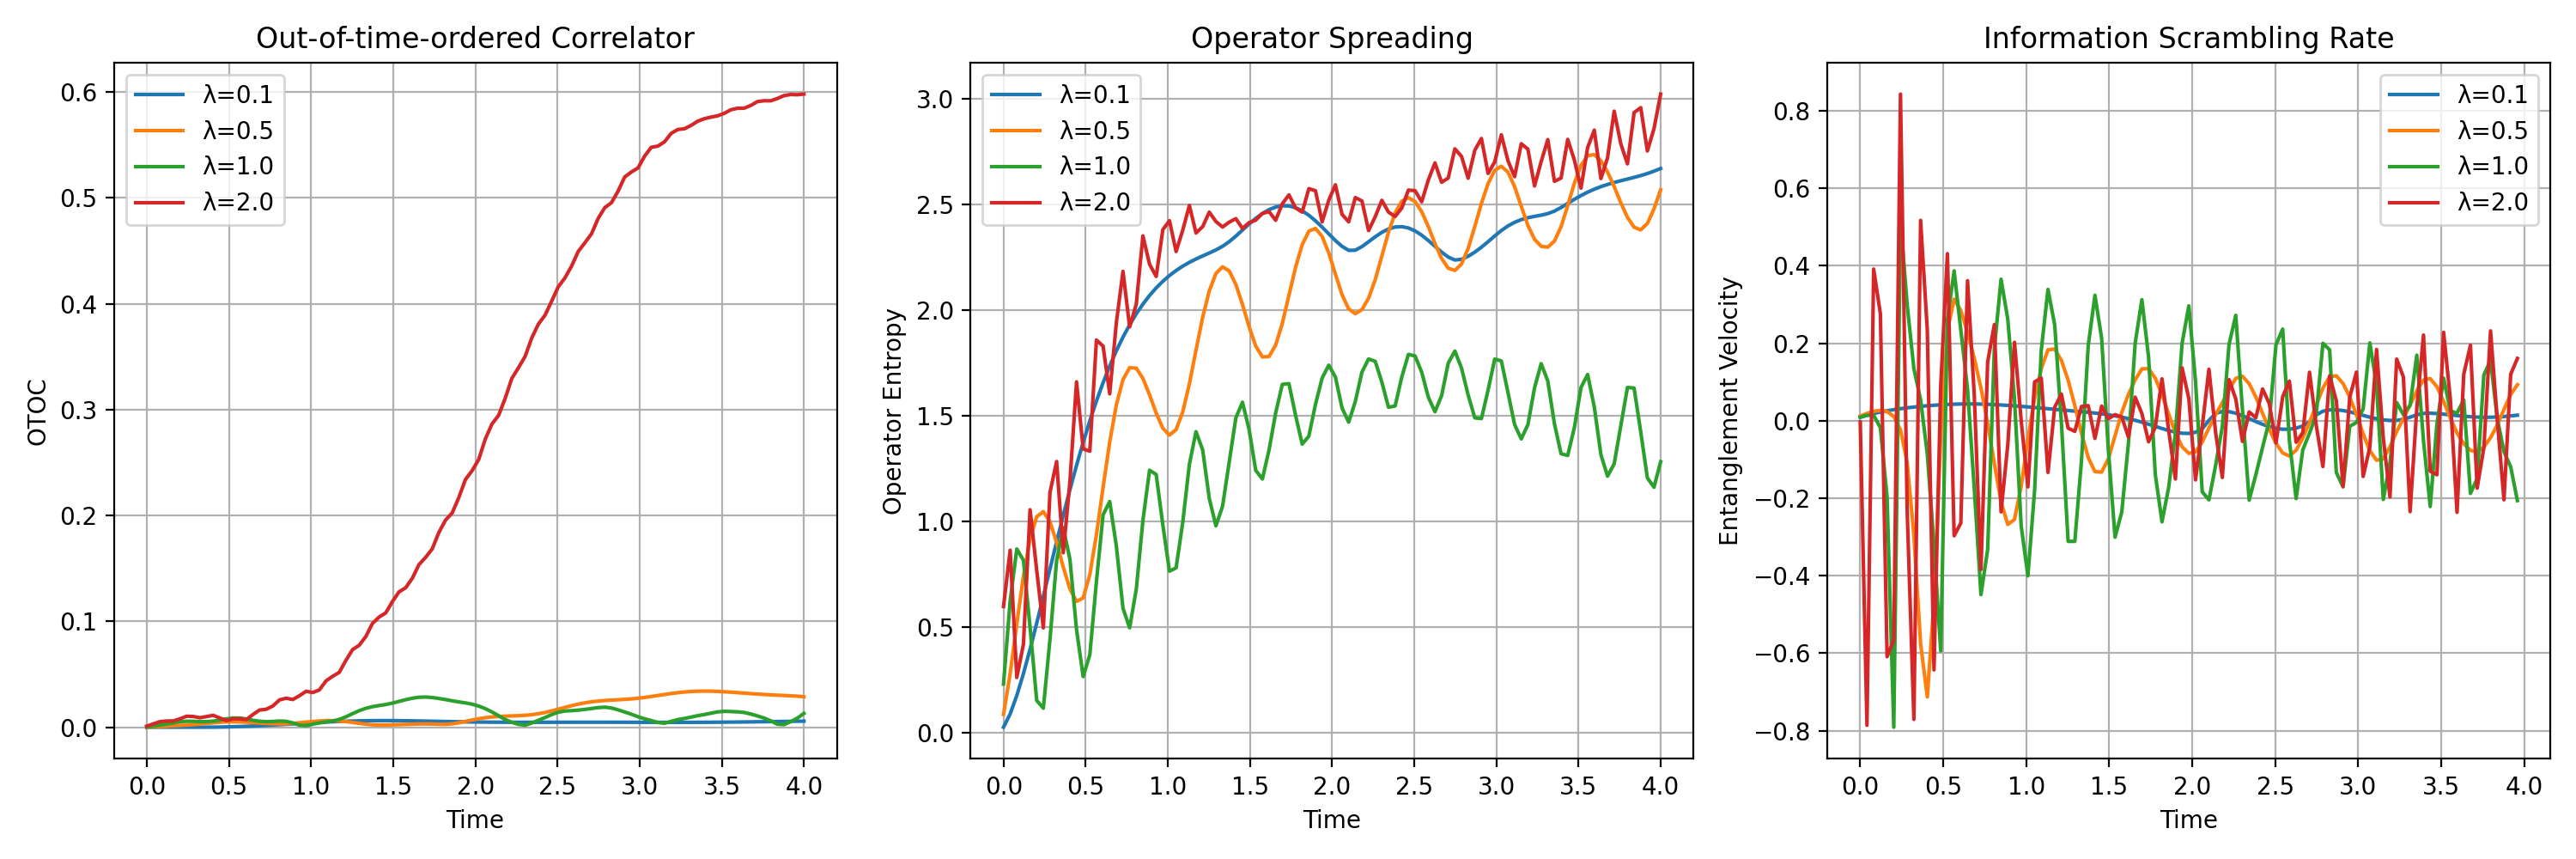 Out-of-time-ordered Correlator
λ=0.1
λ=0.5
λ=1.0
λ=2.0
OTOC
0.6
0.5
0.4
0.3
0.2
0.1
0.0
0.0 0.5 1.0 1.5 2.0 2.5 3.0 3.5 4.0
Time
Operator Spreading
λ=0.1
λ=0.5
λ=1.0
λ=2.0
Operator Entropy
3.0
2.5
2.0
1.5
1.0
0.5
0.0
0.0 0.5 1.0 1.5 2.0 2.5 3.0 3.5 4.0
Time
Information Scrambling Rate
λ=0.1
λ=0.5
λ=1.0
λ=2.0
Entanglement Velocity
0.8
0.6
0.4
0.2
0.0
−0.2
−0.4
−0.6
−0.8
0.0 0.5 1.0 1.5 2.0 2.5 3.0 3.5 4.0
Time